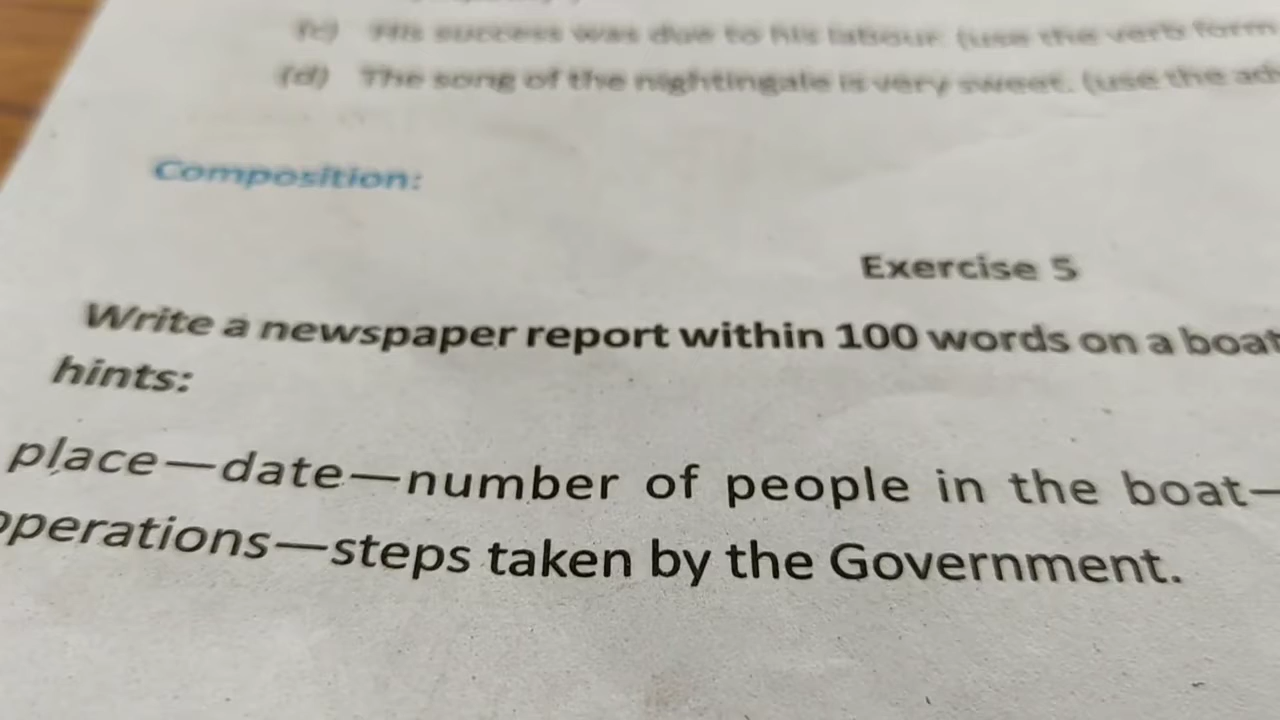 (c) His success was due to his labour. (use the verb form
(d) The song of the nightingale is very sweet. (use the ad
Composition:
Exercise 5
Write a newspaper report within 100 words on a boat
hints:
place—date—number of people in the boat—
operations—steps taken by the Government.